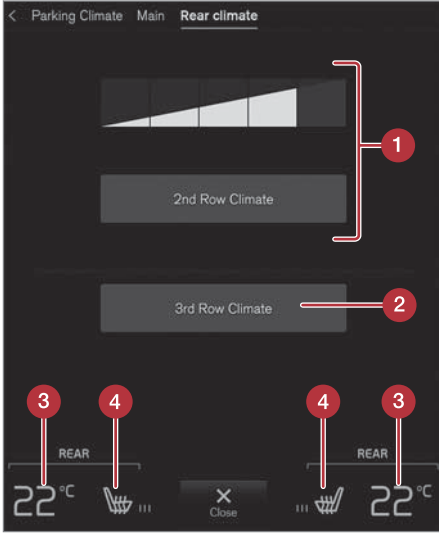 < Parking Climate Main Rear climate
1
2nd Row Climate
3rd Row Climate
2
3 4 4 3
REAR REAR
22°C Close 22°C